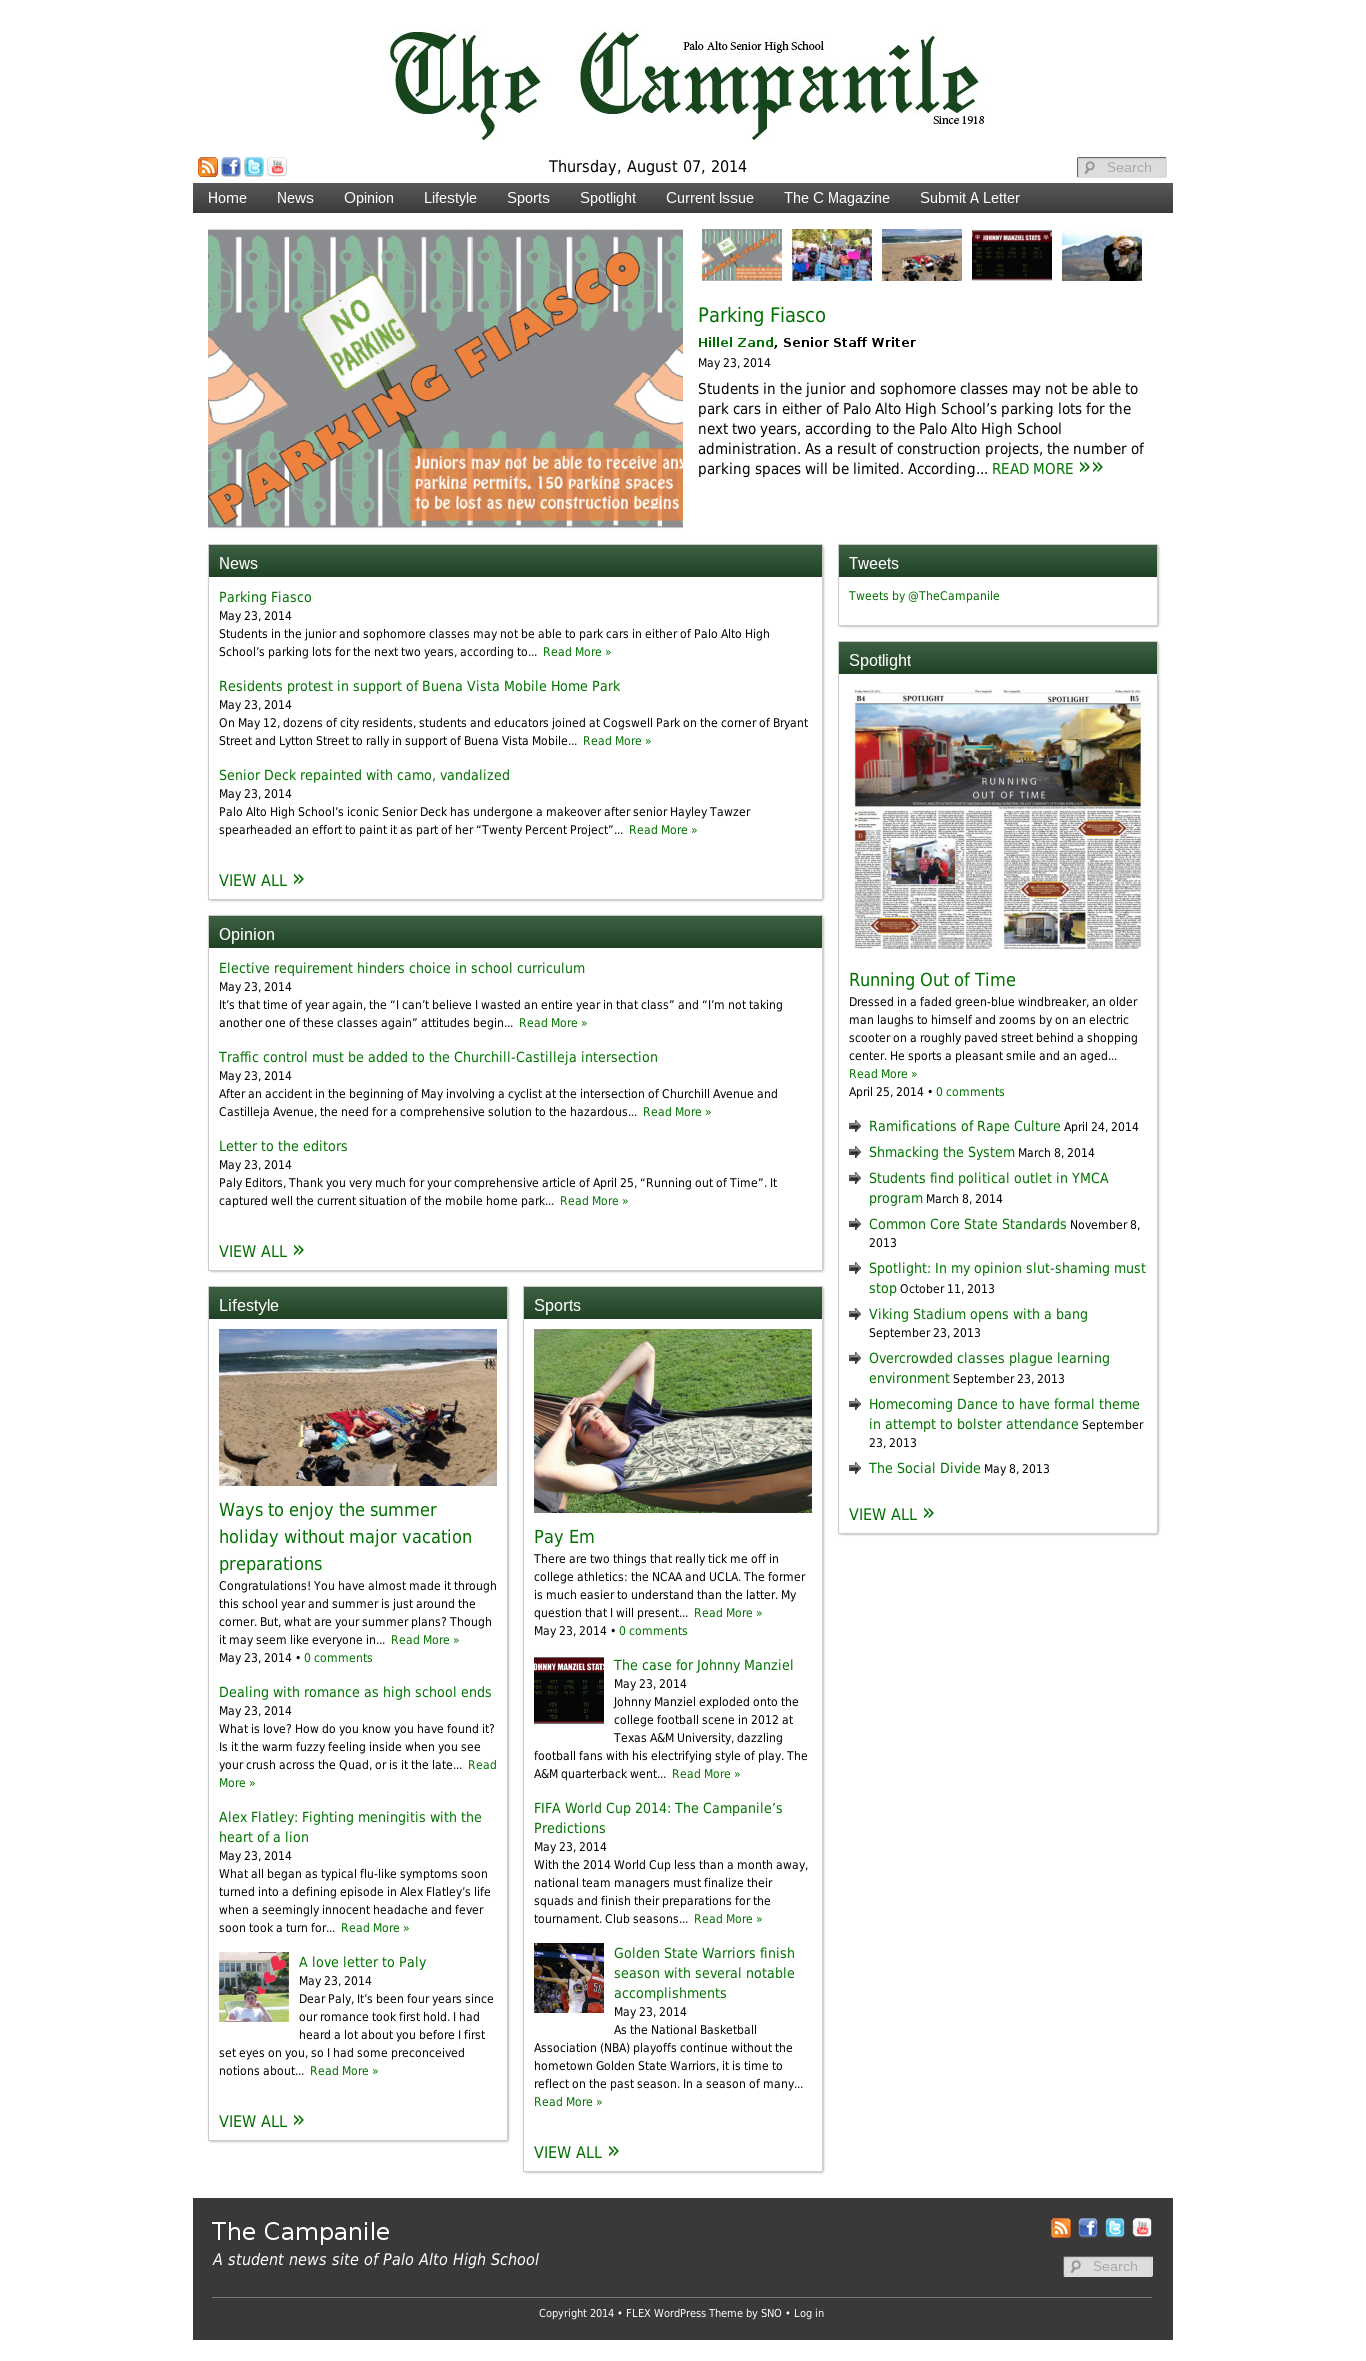 Palo Alto Senior High School
The Campanile
Since 1918
Thursday, August 07, 2014
Search
Home News Opinion Lifestyle Sports Spotlight Current Issue The C Magazine Submit A Letter
NO
PARKING
PARKING FIASCO
Juniors may not be able to receive any
parking permits, 150 parking spaces
to be lost as new construction begins
JOHNNY MANZIEL STATS
Parking Fiasco
Hillel Zand, Senior Staff Writer
May 23, 2014
Students in the junior and sophomore classes may not be able to
park cars in either of Palo Alto High School’s parking lots for the
next two years, according to the Palo Alto High School
administration. As a result of construction projects, the number of
parking spaces will be limited. According... READ MORE »»
News
Parking Fiasco
May 23, 2014
Students in the junior and sophomore classes may not be able to park cars in either of Palo Alto High
School’s parking lots for the next two years, according to... Read More »
Residents protest in support of Buena Vista Mobile Home Park
May 23, 2014
On May 12, dozens of city residents, students and educators joined at Cogswell Park on the corner of Bryant
Street and Lytton Street to rally in support of Buena Vista Mobile... Read More »
Senior Deck repainted with camo, vandalized
May 23, 2014
Palo Alto High School’s iconic Senior Deck has undergone a makeover after senior Hayley Tawzer
spearheaded an effort to paint it as part of her “Twenty Percent Project”... Read More »
VIEW ALL »
Opinion
Elective requirement hinders choice in school curriculum
May 23, 2014
It’s that time of year again, the “I can’t believe I wasted an entire year in that class” and “I’m not taking
another one of these classes again” attitudes begin... Read More »
Traffic control must be added to the Churchill-Castilleja intersection
May 23, 2014
After an accident in the beginning of May involving a cyclist at the intersection of Churchill Avenue and
Castilleja Avenue, the need for a comprehensive solution to the hazardous... Read More »
Letter to the editors
May 23, 2014
Paly Editors, Thank you very much for your comprehensive article of April 25, “Running out of Time”. It
captured well the current situation of the mobile home park... Read More »
VIEW ALL »
Lifestyle
Ways to enjoy the summer
holiday without major vacation
preparations
Congratulations! You have almost made it through
this school year and summer is just around the
corner. But, what are your summer plans? Though
it may seem like everyone in... Read More »
May 23, 2014 • 0 comments
Dealing with romance as high school ends
May 23, 2014
What is love? How do you know you have found it?
Is it the warm fuzzy feeling inside when you see
your crush across the Quad, or is it the late... Read
More »
Alex Flatley: Fighting meningitis with the
heart of a lion
May 23, 2014
What all began as typical flu-like symptoms soon
turned into a defining episode in Alex Flatley’s life
when a seemingly innocent headache and fever
soon took a turn for... Read More »
A love letter to Paly
May 23, 2014
Dear Paly, It’s been four years since
our romance took first hold. I had
heard a lot about you before I first
set eyes on you, so I had some preconceived
notions about... Read More »
VIEW ALL »
Sports
Pay Em
There are two things that really tick me off in
college athletics: the NCAA and UCLA. The former
is much easier to understand than the latter. My
question that I will present... Read More »
May 23, 2014 • 0 comments
OHNNY MANZIEL STATS
The case for Johnny Manziel
May 23, 2014
Johnny Manziel exploded onto the
college football scene in 2012 at
Texas A&M University, dazzling
football fans with his electrifying style of play. The
A&M quarterback went... Read More »
FIFA World Cup 2014: The Campanile’s
Predictions
May 23, 2014
With the 2014 World Cup less than a month away,
national team managers must finalize their
squads and finish their preparations for the
tournament. Club seasons... Read More »
Golden State Warriors finish
season with several notable
accomplishments
May 23, 2014
As the National Basketball
Association (NBA) playoffs continue without the
hometown Golden State Warriors, it is time to
reflect on the past season. In a season of many...
Read More »
VIEW ALL »
Tweets
Tweets by @TheCampanile
Spotlight
B4 SPOTLIGHT The Campanile The Campanile SPOTLIGHT B5
RUNNING
OUT OF TIME
Running Out of Time
Dressed in a faded green-blue windbreaker, an older
man laughs to himself and zooms by on an electric
scooter on a roughly paved street behind a shopping
center. He sports a pleasant smile and an aged...
Read More »
April 25, 2014 • 0 comments
Ramifications of Rape Culture April 24, 2014
Shmacking the System March 8, 2014
Students find political outlet in YMCA
program March 8, 2014
Common Core State Standards November 8,
2013
Spotlight: In my opinion slut-shaming must
stop October 11, 2013
Viking Stadium opens with a bang
September 23, 2013
Overcrowded classes plague learning
environment September 23, 2013
Homecoming Dance to have formal theme
in attempt to bolster attendance September
23, 2013
The Social Divide May 8, 2013
VIEW ALL »
The Campanile
A student news site of Palo Alto High School
Search
Copyright 2014 • FLEX WordPress Theme by SNO • Log in